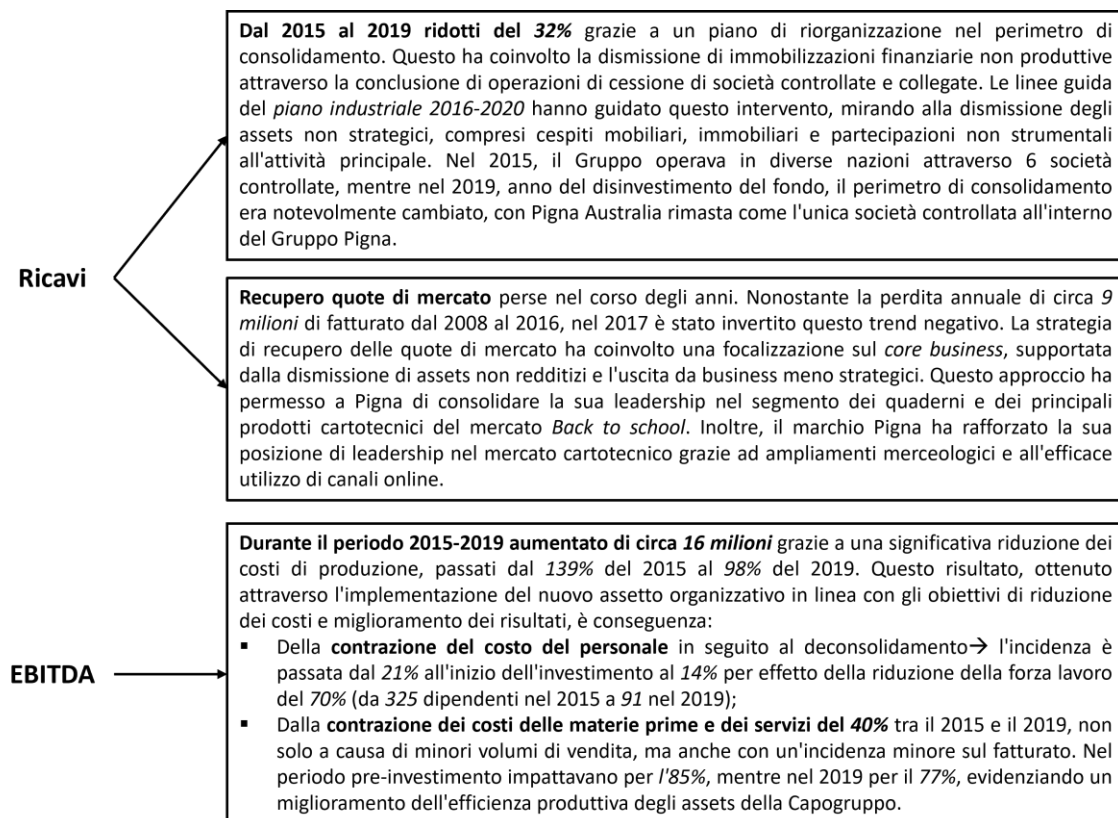 Dal 2015 al 2019 ridotti del 32% grazie a un piano di riorganizzazione nel perimetro di
consolidamento. Questo ha coinvolto la dismissione di immobilizzazioni finanziarie non produttive
attraverso la conclusione di operazioni di cessione di società controllate e collegate. Le linee guida
del piano industriale 2016-2020 hanno guidato questo intervento, mirando alla dismissione degli
assets non strategici, compresi cespiti mobiliari, immobiliari e partecipazioni non strumentali
all'attività principale. Nel 2015, il Gruppo operava in diverse nazioni attraverso 6 società
controllate, mentre nel 2019, anno del disinvestimento del fondo, il perimetro di consolidamento
era notevolmente cambiato, con Pigna Australia rimasta come l'unica società controllata all'interno
del Gruppo Pigna.
Ricavi
Recupero quote di mercato perse nel corso degli anni. Nonostante la perdita annuale di circa 9
milioni di fatturato dal 2008 al 2016, nel 2017 è stato invertito questo trend negativo. La strategia
di recupero delle quote di mercato ha coinvolto una focalizzazione sul core business, supportata
dalla dismissione di assets non redditizi e l'uscita da business meno strategici. Questo approccio ha
permesso a Pigna di consolidare la sua leadership nel segmento dei quaderni e dei principali
prodotti cartotecnici del mercato Back to school. Inoltre, il marchio Pigna ha rafforzato la sua
posizione di leadership nel mercato cartotecnico grazie ad ampliamenti merceologici e all'efficace
utilizzo di canali online.
Durante il periodo 2015-2019 aumentato di circa 16 milioni grazie a una significativa riduzione dei
costi di produzione, passati dal 139% del 2015 al 98% del 2019. Questo risultato, ottenuto
attraverso l'implementazione del nuovo assetto organizzativo in linea con gli obiettivi di riduzione
dei costi e miglioramento dei risultati, è conseguenza:
▪ Della contrazione del costo del personale in seguito al deconsolidamento→ l'incidenza è
passata dal 21% all'inizio dell'investimento al 14% per effetto della riduzione della forza lavoro
del 70% (da 325 dipendenti nel 2015 a 91 nel 2019);
▪ Dalla contrazione dei costi delle materie prime e dei servizi del 40% tra il 2015 e il 2019, non
solo a causa di minori volumi di vendita, ma anche con un'incidenza minore sul fatturato. Nel
periodo pre-investimento impattavano per l'85%, mentre nel 2019 per il 77%, evidenziando un
miglioramento dell'efficienza produttiva degli assets della Capogruppo.
EBITDA